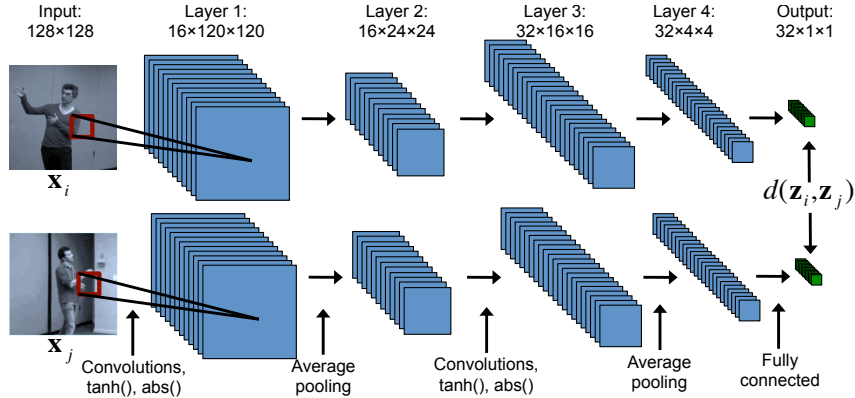 Input:
128×128
Layer 1:
16×120×120
Layer 2:
16×24×24
Layer 3:
32×16×16
Layer 4:
32×4×4
Output:
32×1×1
x_i
d(z_i,z_j)
x_j
Convolutions,
tanh(), abs()
Average
pooling
Convolutions,
tanh(), abs()
Average
pooling
Fully
connected